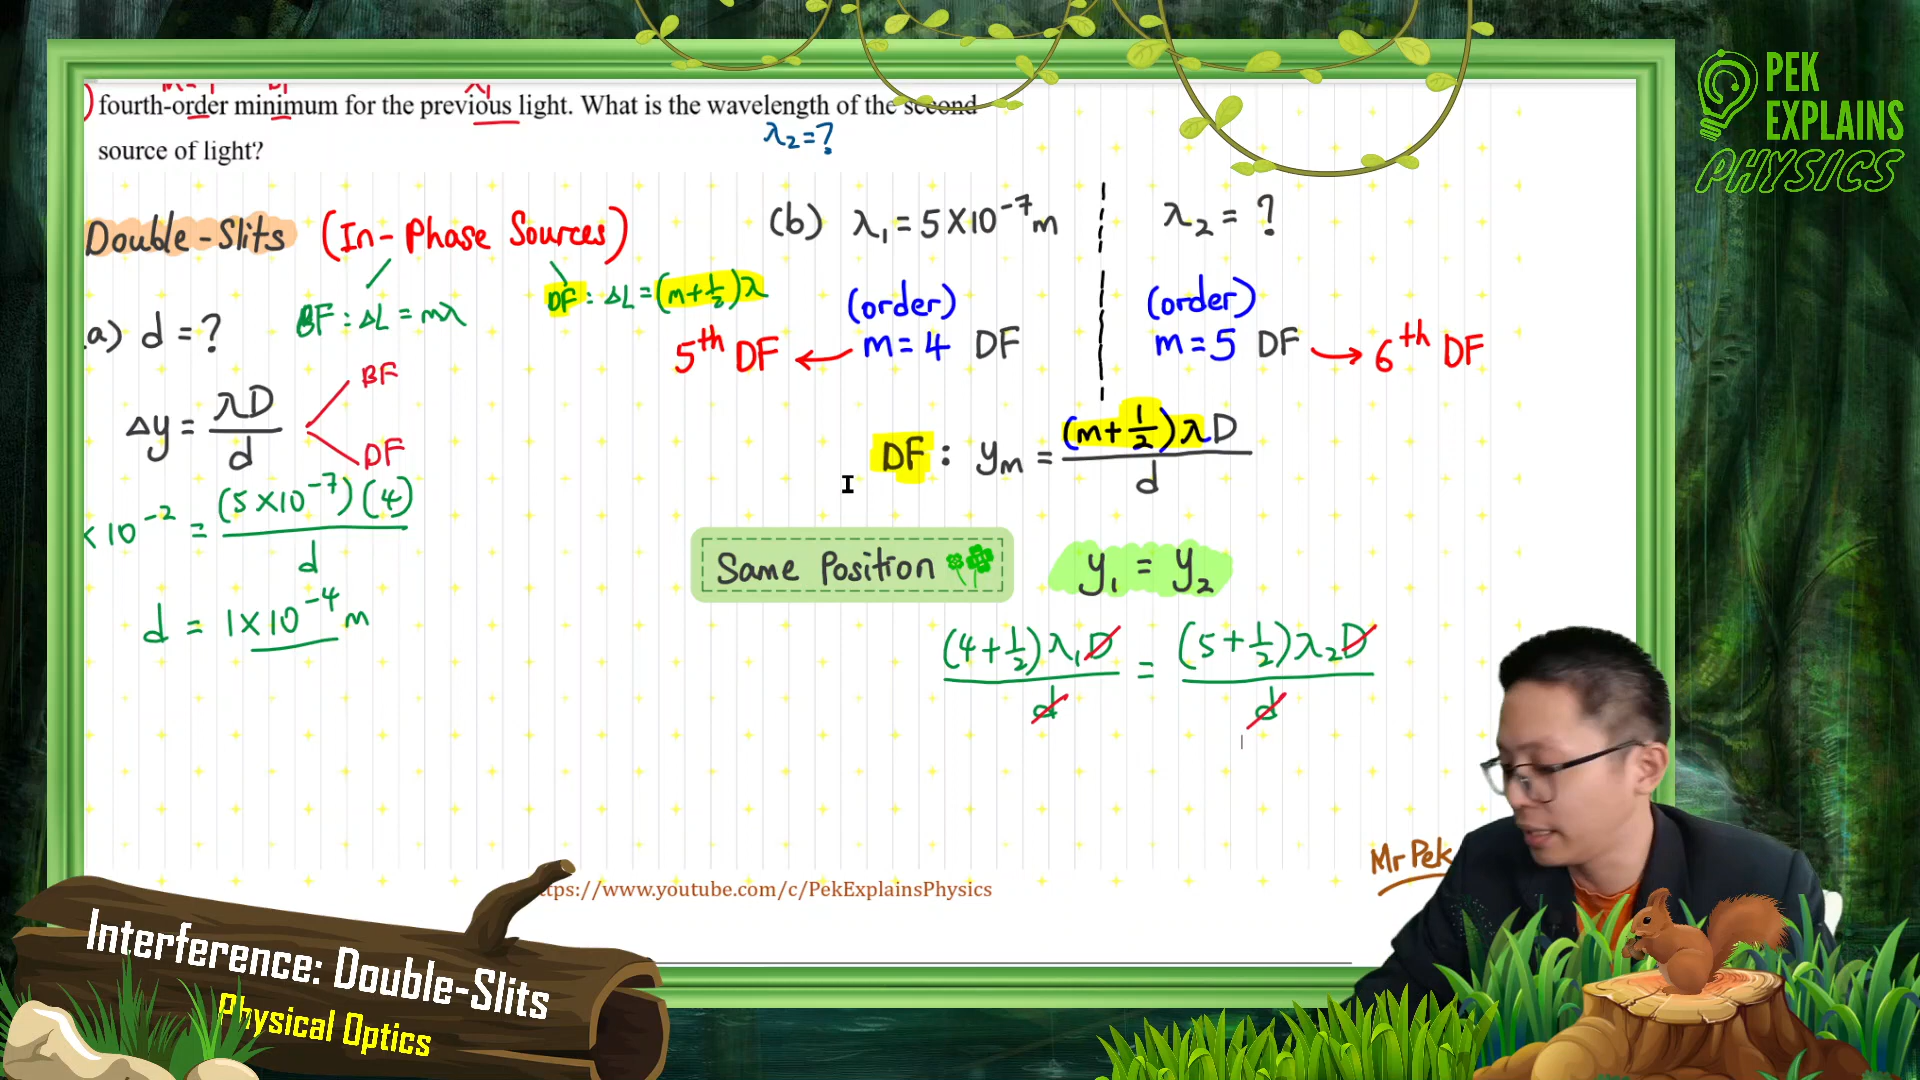 PEK
EXPLAINS
PHYSICS
) fourth-order minimum for the previous light. What is the wavelength of the second
λ₂ = ?
source of light?
Double-Slits (In-Phase Sources)
BF : ΔL = mλ
DF : ΔL = (m+½)λ
a) d = ?
Δy = λD/d
BF
DF
×10⁻² = (5×10⁻⁷)(4)/d
d = 1×10⁻⁴ m
(b) λ₁ = 5×10⁻⁷ m
λ₂ = ?
(order)
5th DF ← m = 4 DF
(order)
m = 5 DF → 6th DF
DF : yₘ = (m+½)λD/d
Same Position
y₁ = y₂
(4+½)λ₁D/d = (5+½)λ₂D/d
Mr Pek
ttps://www.youtube.com/c/PekExplainsPhysics
Interference: Double-Slits
Physical Optics